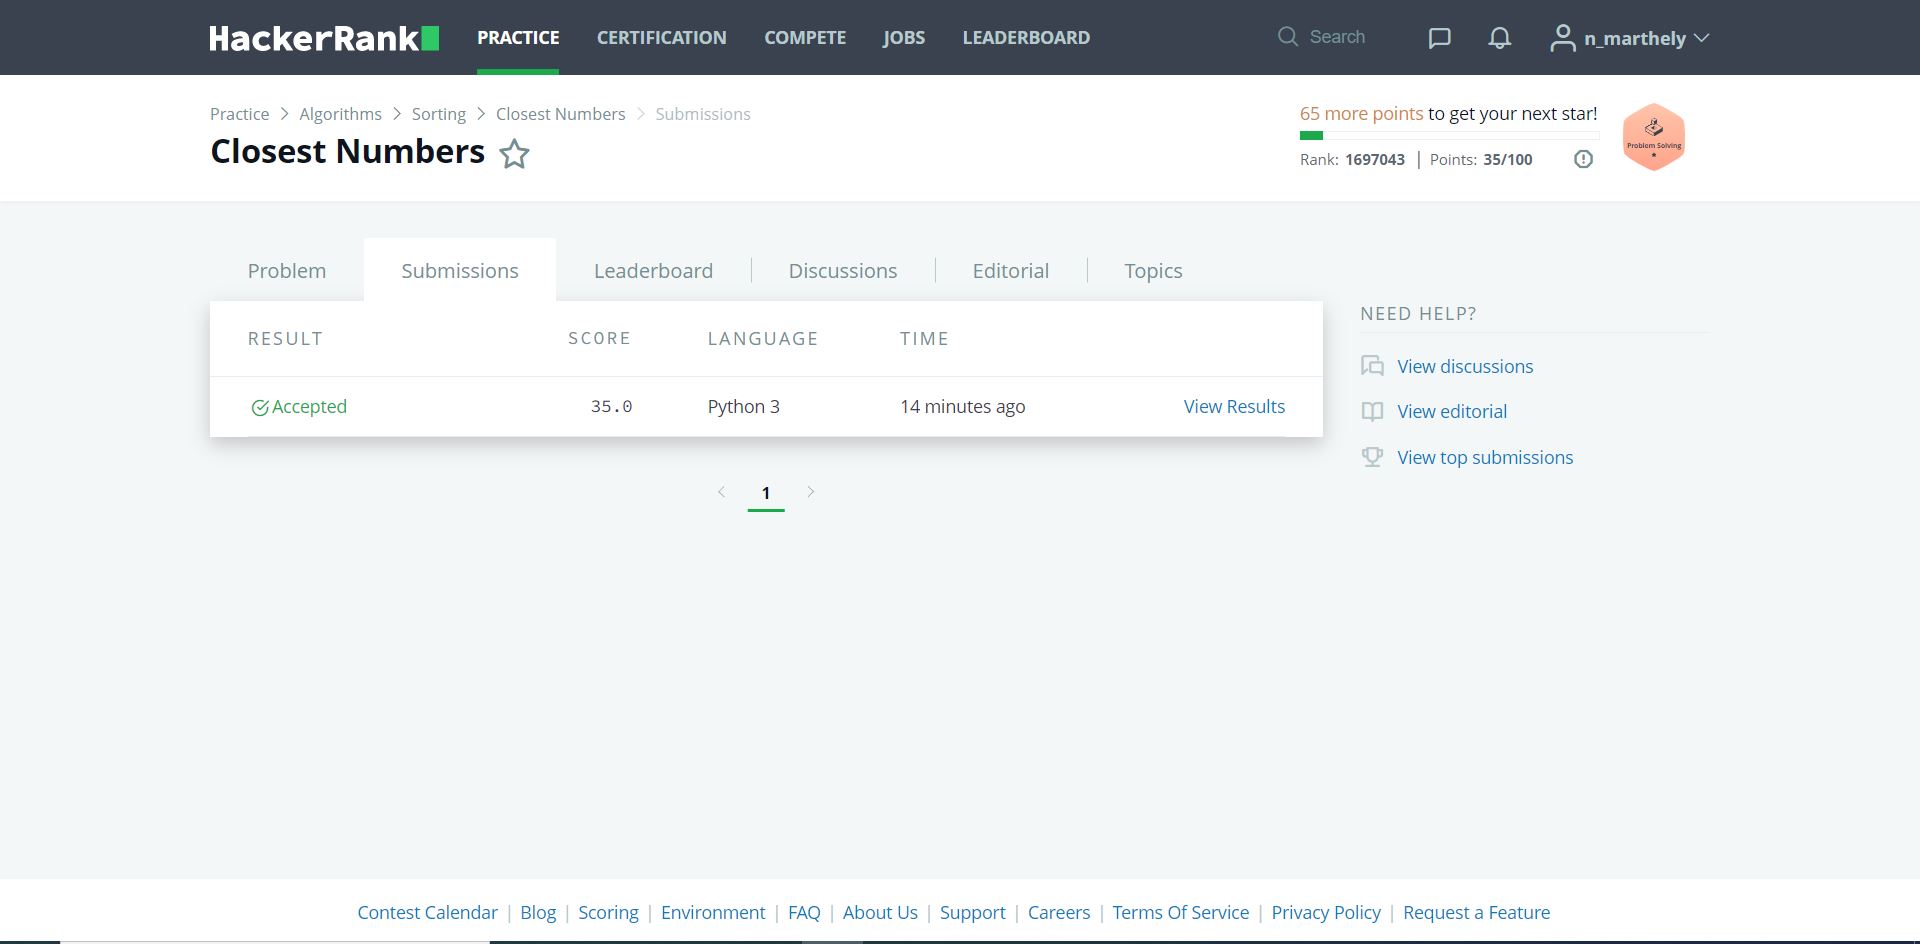 HackerRank PRACTICE CERTIFICATION COMPETE JOBS LEADERBOARD Search n_marthely
Practice > Algorithms > Sorting > Closest Numbers > Submissions
Closest Numbers
65 more points to get your next star!
Rank: 1697043 | Points: 35/100
Problem Solving
Problem Submissions Leaderboard Discussions Editorial Topics
RESULT SCORE LANGUAGE TIME
Accepted 35.0 Python 3 14 minutes ago View Results
< 1 >
NEED HELP?
View discussions
View editorial
View top submissions
Contest Calendar | Blog | Scoring | Environment | FAQ | About Us | Support | Careers | Terms Of Service | Privacy Policy | Request a Feature